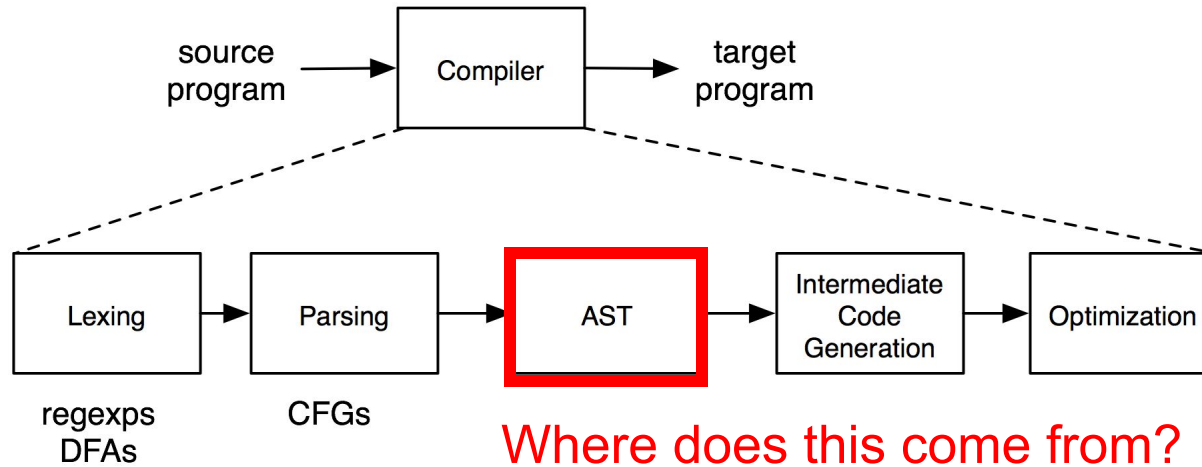 source
program
Compiler
target
program
Lexing
Parsing
AST
Intermediate
Code
Generation
Optimization
regexps
DFAs
CFGs
Where does this come from?